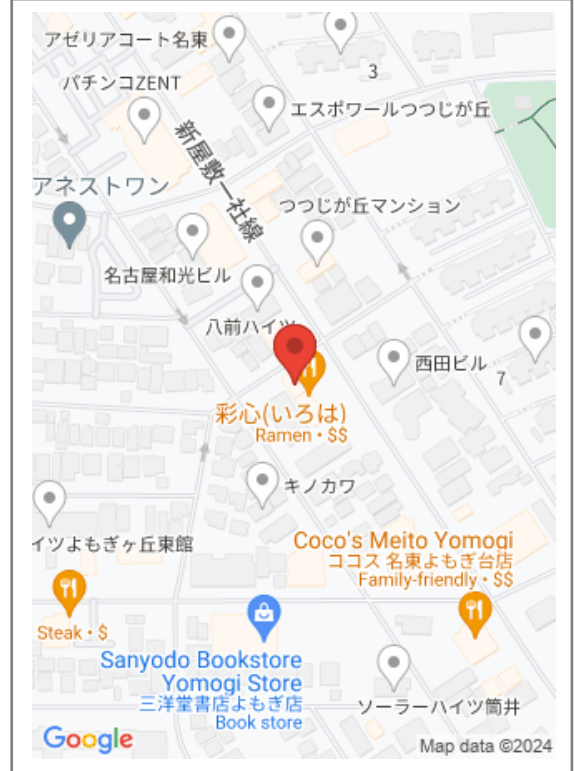 アゼリアコート名東
3
パチンコZENT
エスポワールつつじが丘
新屋敷一社線
アネストワン
つつじが丘マンション
名古屋和光ビル
八前ハイツ
西田ビル
7
彩心(いろは)
Ramen・$$
キノカワ
イツよもぎヶ丘東館
Coco's Meito Yomogi
ココス 名東よもぎ台店
Family-friendly・$$
Steak・$
Sanyodo Bookstore
Yomogi Store
三洋堂書店よもぎ店
Book store
ソーラーハイツ筒井
Google
Map data ©2024